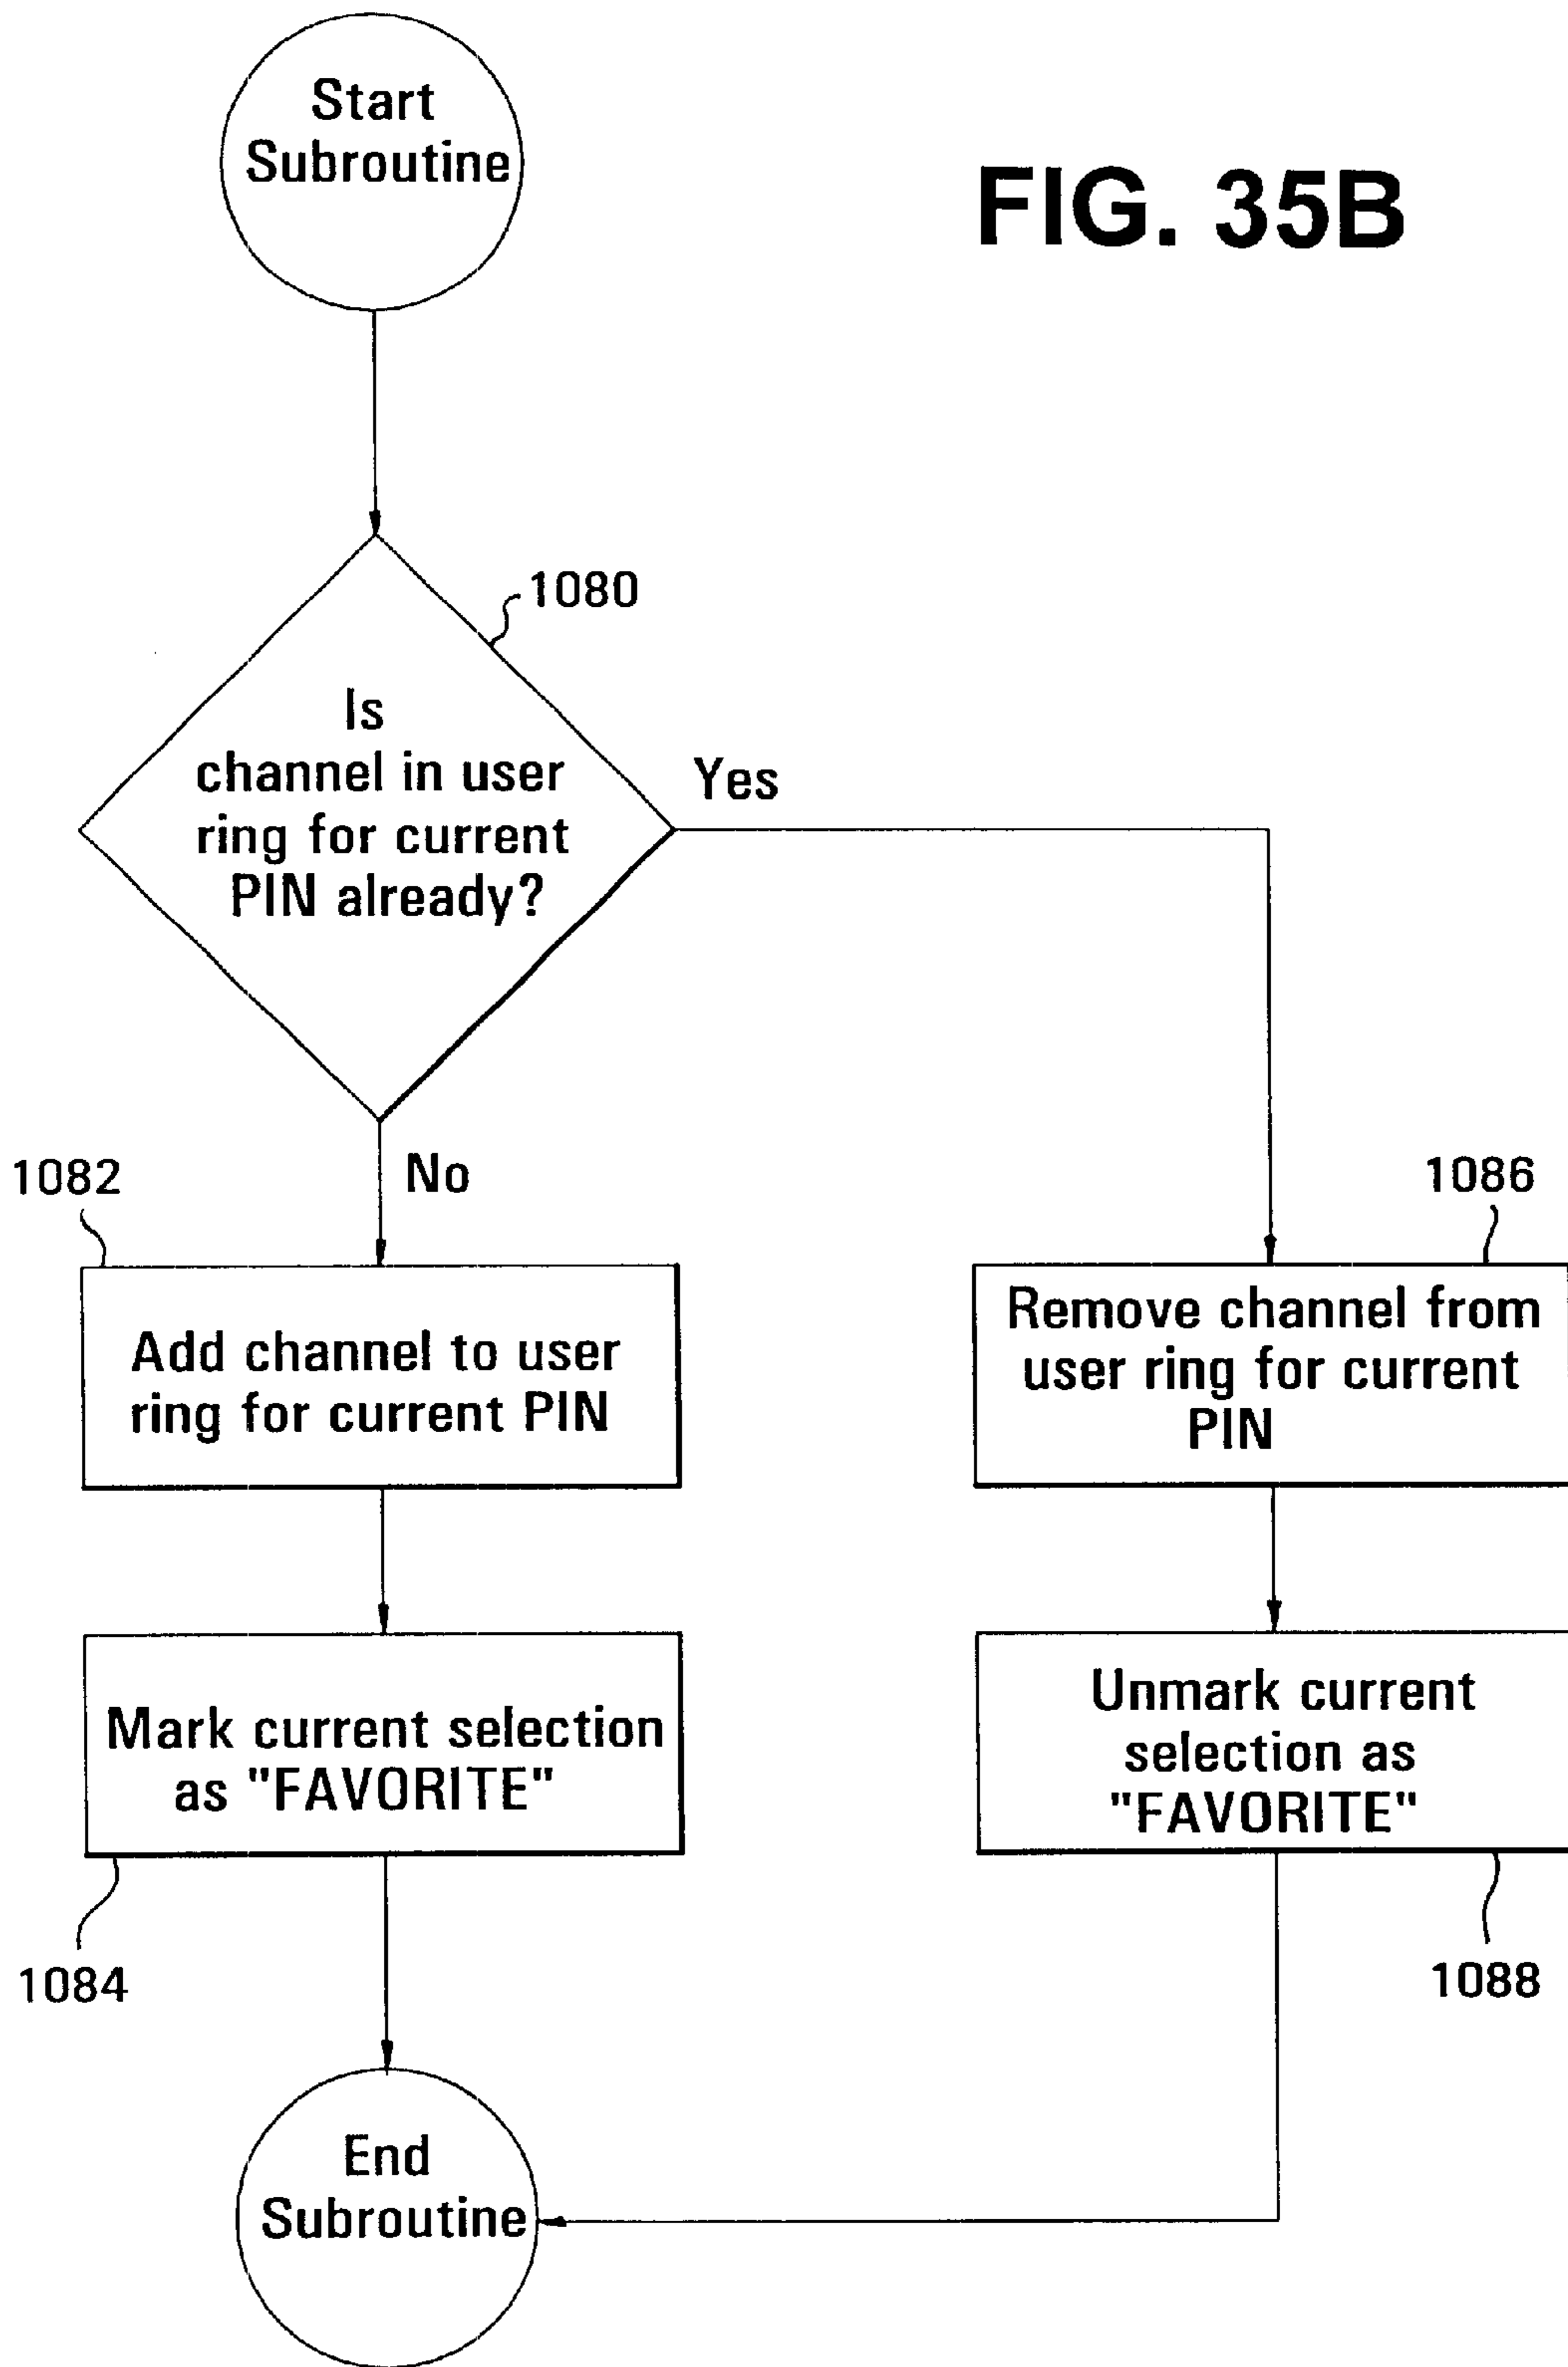 Start
Subroutine
FIG. 35B
1080
Is
channel in user
ring for current
PIN already?
Yes
No
1082
Add channel to user
ring for current PIN
1086
Remove channel from
user ring for current
PIN
Mark current selection
as "FAVORITE"
1084
Unmark current
selection as
"FAVORITE"
1088
End
Subroutine